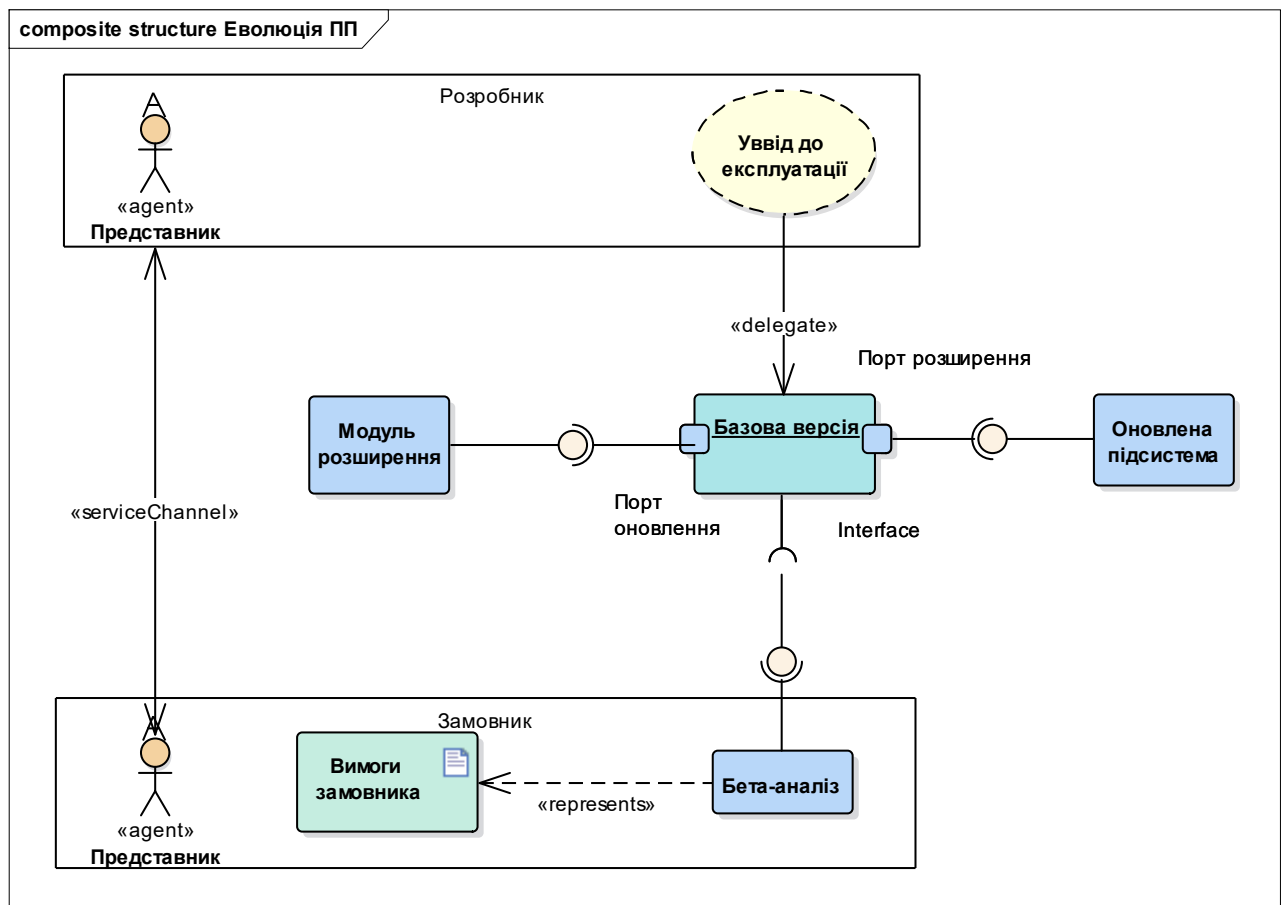 composite structure Еволюція ПП
Розробник
Уввід до
експлуатації
«agent»
Представник
«delegate»
Порт розширення
Модуль
розширення
Базова версія
Оновлена
підсистема
«serviceChannel»
Порт
оновлення
Interface
Замовник
Вимоги
замовника
Бета-аналіз
«represents»
«agent»
Представник